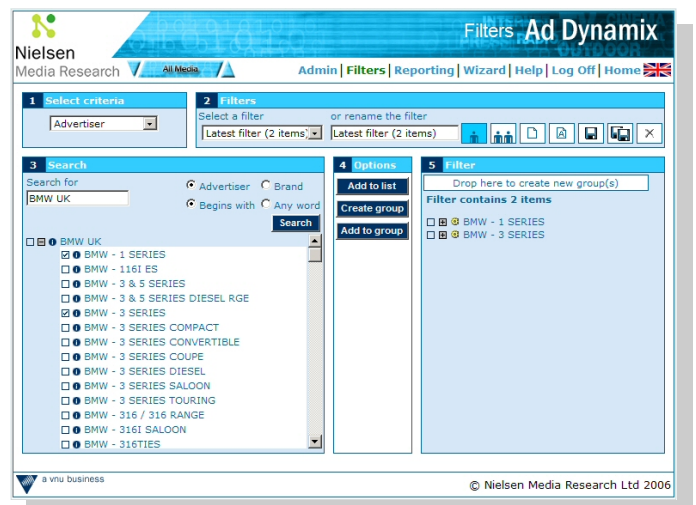 Nielsen
Media Research
All Media
Filters Ad Dynamix
Admin | Filters | Reporting | Wizard | Help | Log Off | Home
1 Select criteria
Advertiser
2 Filters
Select a filter
or rename the filter
Latest filter (2 items)
Latest filter (2 items)
3 Search
Search for
BMW UK
Advertiser
Brand
Begins with
Any word
Search
BMW UK
BMW - 1 SERIES
BMW - 116I ES
BMW - 3 & 5 SERIES
BMW - 3 & 5 SERIES DIESEL RGE
BMW - 3 SERIES
BMW - 3 SERIES COMPACT
BMW - 3 SERIES CONVERTIBLE
BMW - 3 SERIES COUPE
BMW - 3 SERIES DIESEL
BMW - 3 SERIES SALOON
BMW - 3 SERIES TOURING
BMW - 316 / 316 RANGE
BMW - 316I SALOON
BMW - 316TIES
4 Options
Add to list
Create group
Add to group
5 Filter
Drop here to create new group(s)
Filter contains 2 items
BMW - 1 SERIES
BMW - 3 SERIES
a vnu business
© Nielsen Media Research Ltd 2006